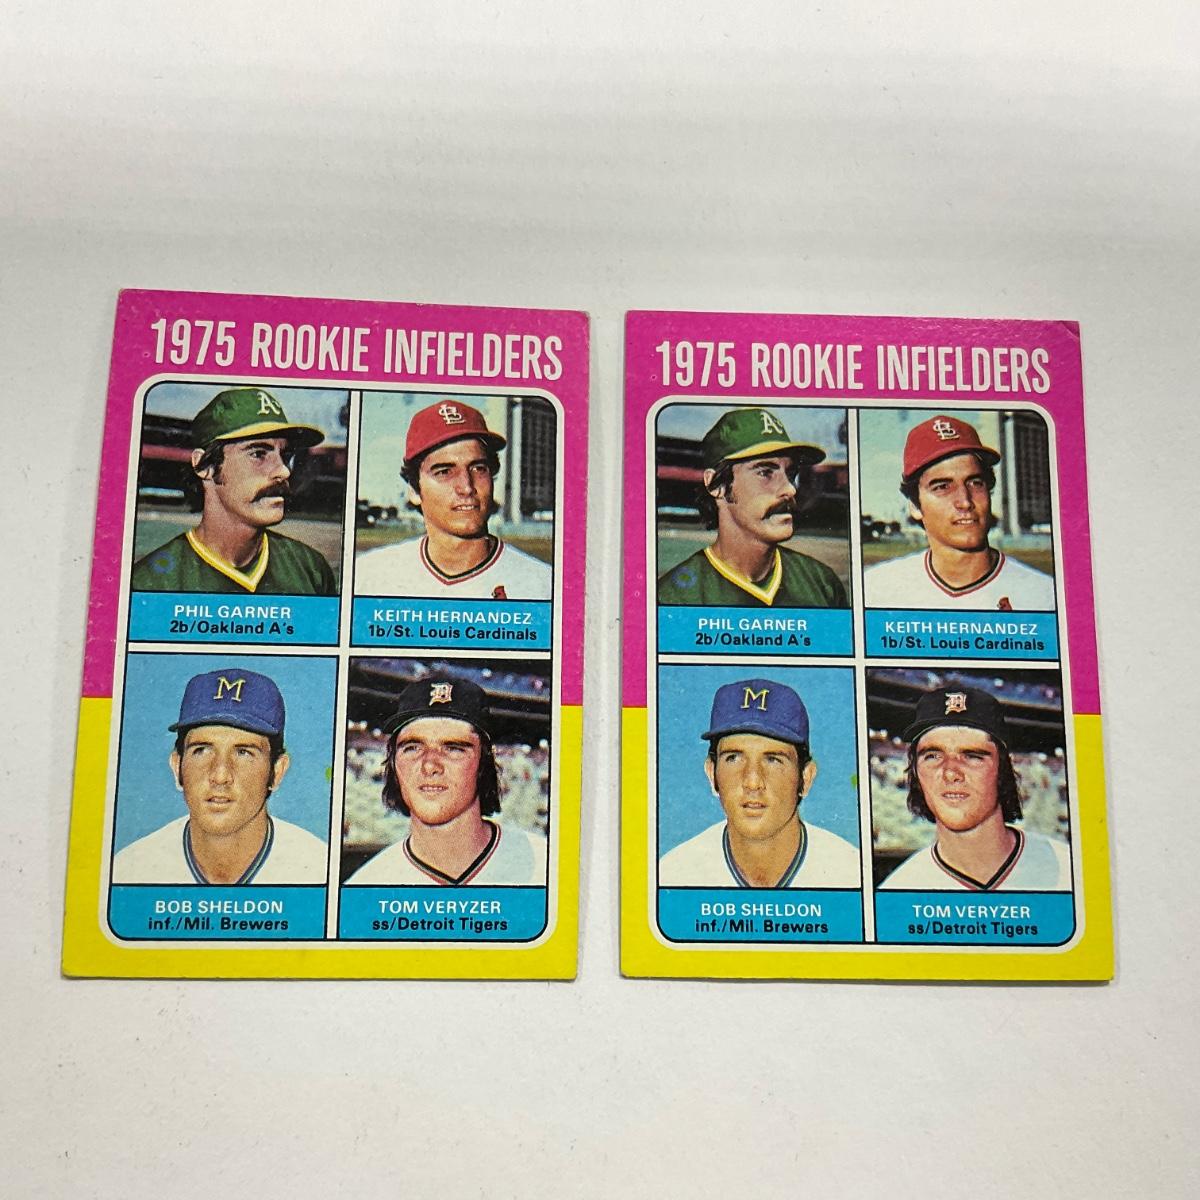 1975 ROOKIE INFIELDERS
A's
PHIL GARNER
2b/Oakland A's
StL
KEITH HERNANDEZ
1b/St. Louis Cardinals
M
BOB SHELDON
inf./Mil. Brewers
D
TOM VERYZER
ss/Detroit Tigers
1975 ROOKIE INFIELDERS
A's
PHIL GARNER
2b/Oakland A's
StL
KEITH HERNANDEZ
1b/St. Louis Cardinals
M
BOB SHELDON
inf./Mil. Brewers
D
TOM VERYZER
ss/Detroit Tigers